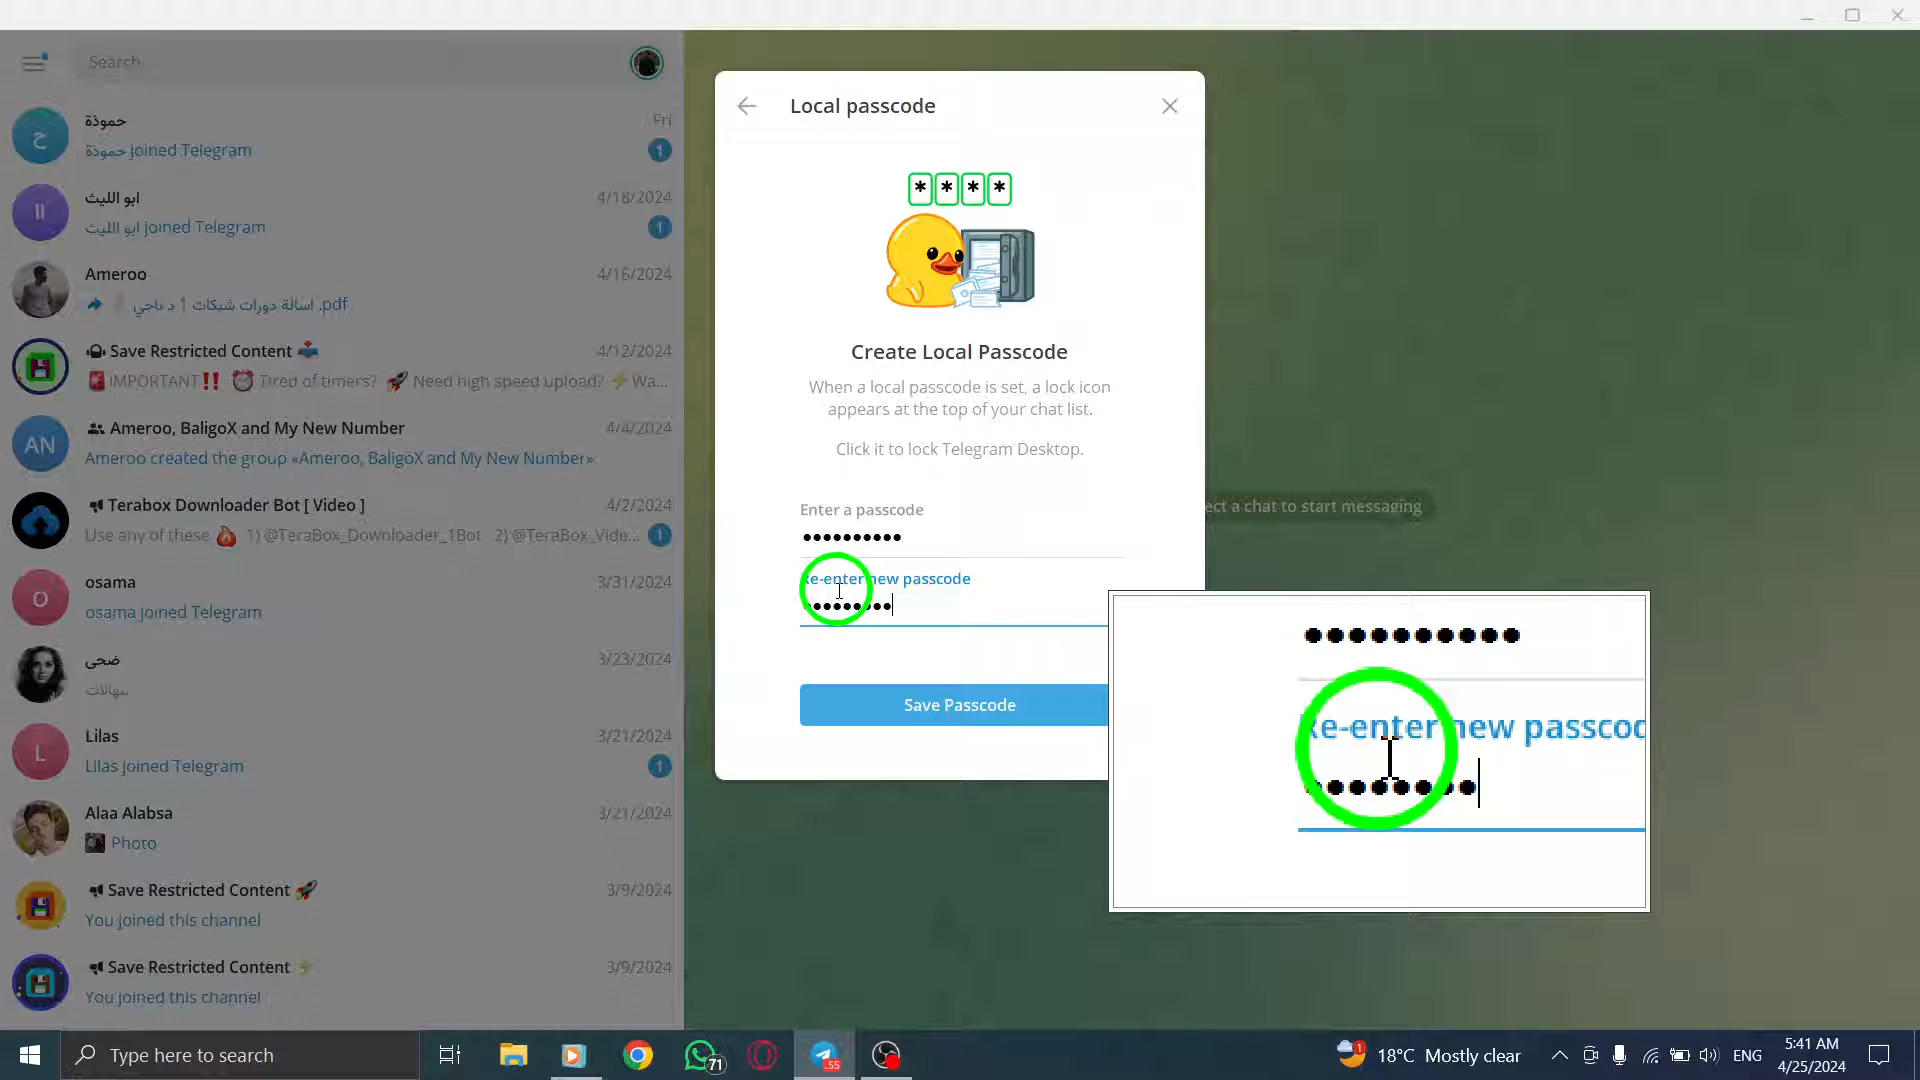 Search
حموذة
Fri
حموذة joined Telegram
1
ابو الليث
4/18/2024
ابو الليث joined Telegram
1
Ameroo
4/16/2024
اسالة دورات شبكات 1 د ناجي .pdf
Save Restricted Content
4/12/2024
IMPORTANT‼️ Tired of timers? Need high speed upload? ⚡Wa...
AN
Ameroo, BaligoX and My New Number
4/4/2024
Ameroo created the group «Ameroo, BaligoX and My New Number»
Terabox Downloader Bot [ Video ]
4/2/2024
Use any of these 1) @TeraBox_Downloader_1Bot 2) @TeraBox_Vide...
1
O
osama
3/31/2024
osama joined Telegram
ضحى
3/23/2024
سهالات
L
Lilas
3/21/2024
Lilas joined Telegram
1
Alaa Alabsa
3/21/2024
Photo
Save Restricted Content
3/9/2024
You joined this channel
Save Restricted Content
3/9/2024
You joined this channel
Local passcode
* * * *
Create Local Passcode
When a local passcode is set, a lock icon
appears at the top of your chat list.
Click it to lock Telegram Desktop.
Enter a passcode
Re-enter new passcode
Save Passcode
ect a chat to start messaging
Re-enter new passcod
Type here to search
71
55
1
18°C Mostly clear
ENG
5:41 AM
4/25/2024